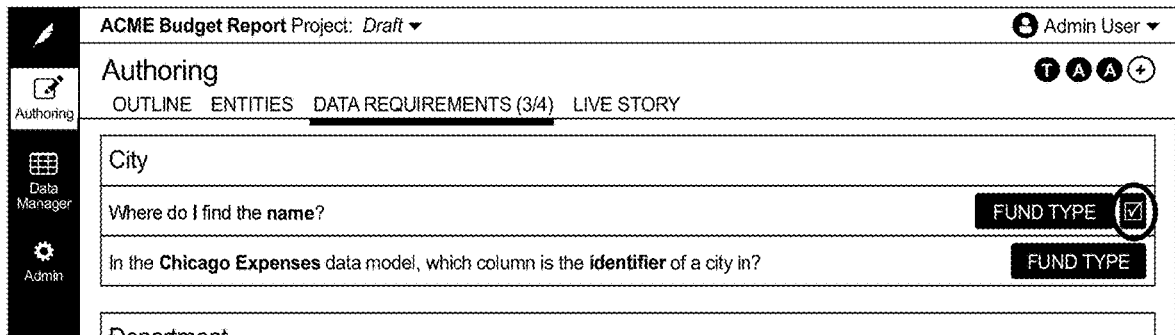 ACME Budget Report Project: Draft
Admin User
Authoring
T A A +
OUTLINE ENTITIES DATA REQUIREMENTS (3/4) LIVE STORY
Authoring
Data
Manager
Admin
City
Where do I find the name?
FUND TYPE
In the Chicago Expenses data model, which column is the identifier of a city in?
FUND TYPE
Department